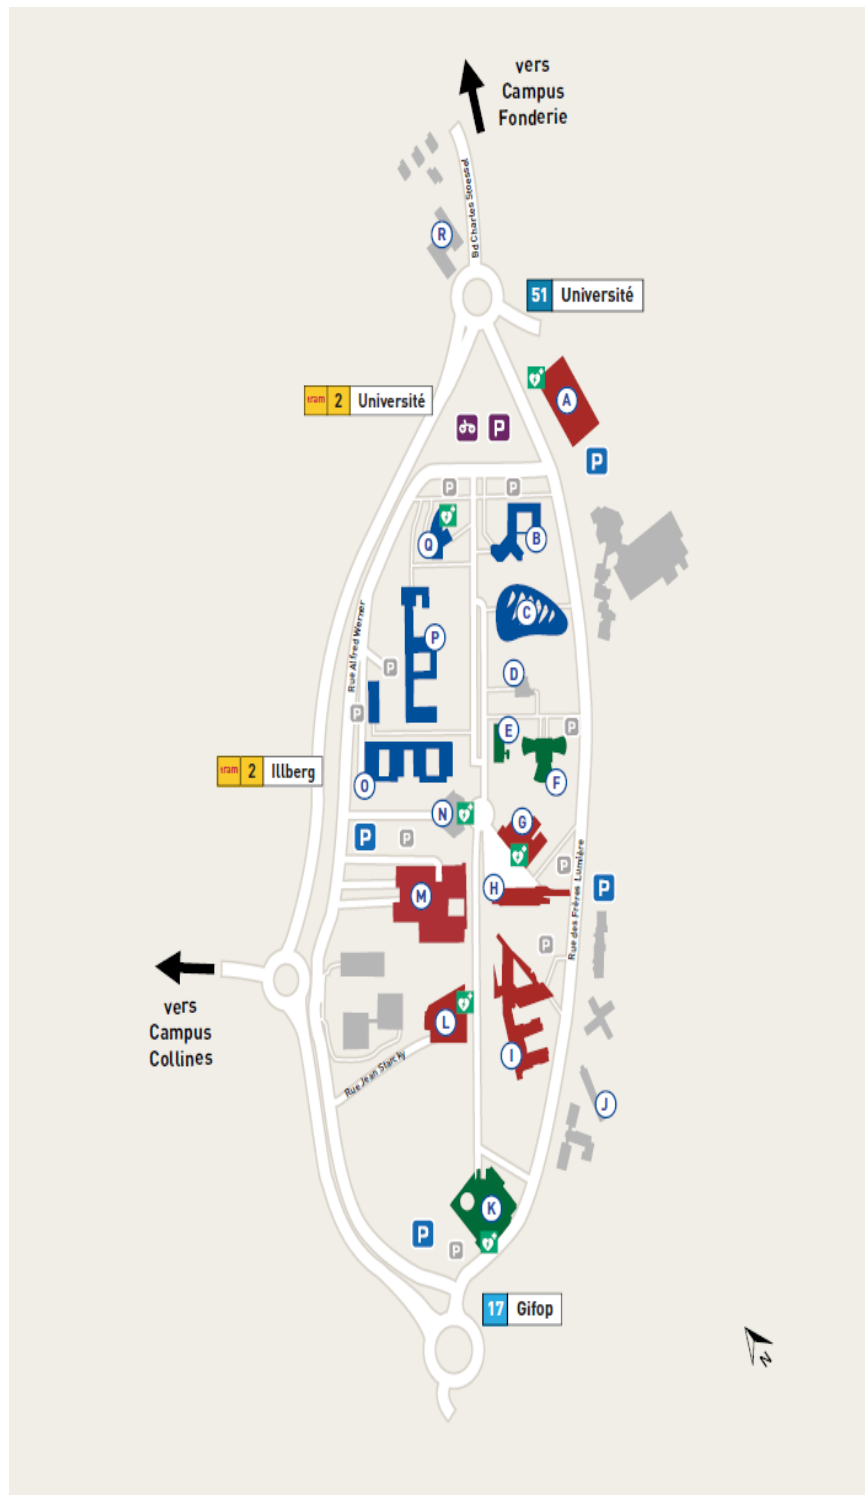 vers
Campus
Fonderie
Bd Charles Stoessel
R
51 Université
A
tram 2 Université
P
P
P
P
Q
B
C
Rue Alfred Werner
P
P
D
P
E
P
F
tram 2 Illberg
O
N
G
P
P
P
H
P
M
Rue des Frères Lumière
P
vers
Campus
Collines
L
I
Rue Jean Starcky
J
K
P
P
17 Gifop
N